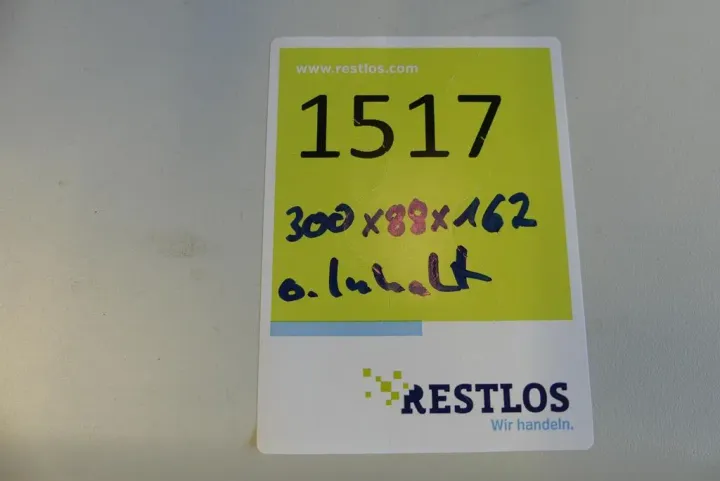 www.restlos.com
1517
300x88x162
o. Inhalt
RESTLOS
Wir handeln.